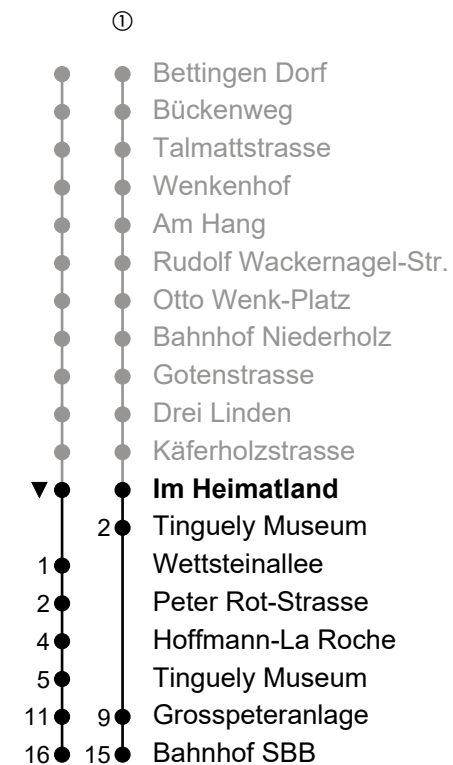 ①
Bettingen Dorf
Bückenweg
Talmattstrasse
Wenkenhof
Am Hang
Rudolf Wackernagel-Str.
Otto Wenk-Platz
Bahnhof Niederholz
Gotenstrasse
Drei Linden
Käferholzstrasse
▼ Im Heimatland
2 Tinguely Museum
1 Wettsteinallee
2 Peter Rot-Strasse
4 Hoffmann-La Roche
5 Tinguely Museum
11 9 Grosspeteranlage
16 15 Bahnhof SBB